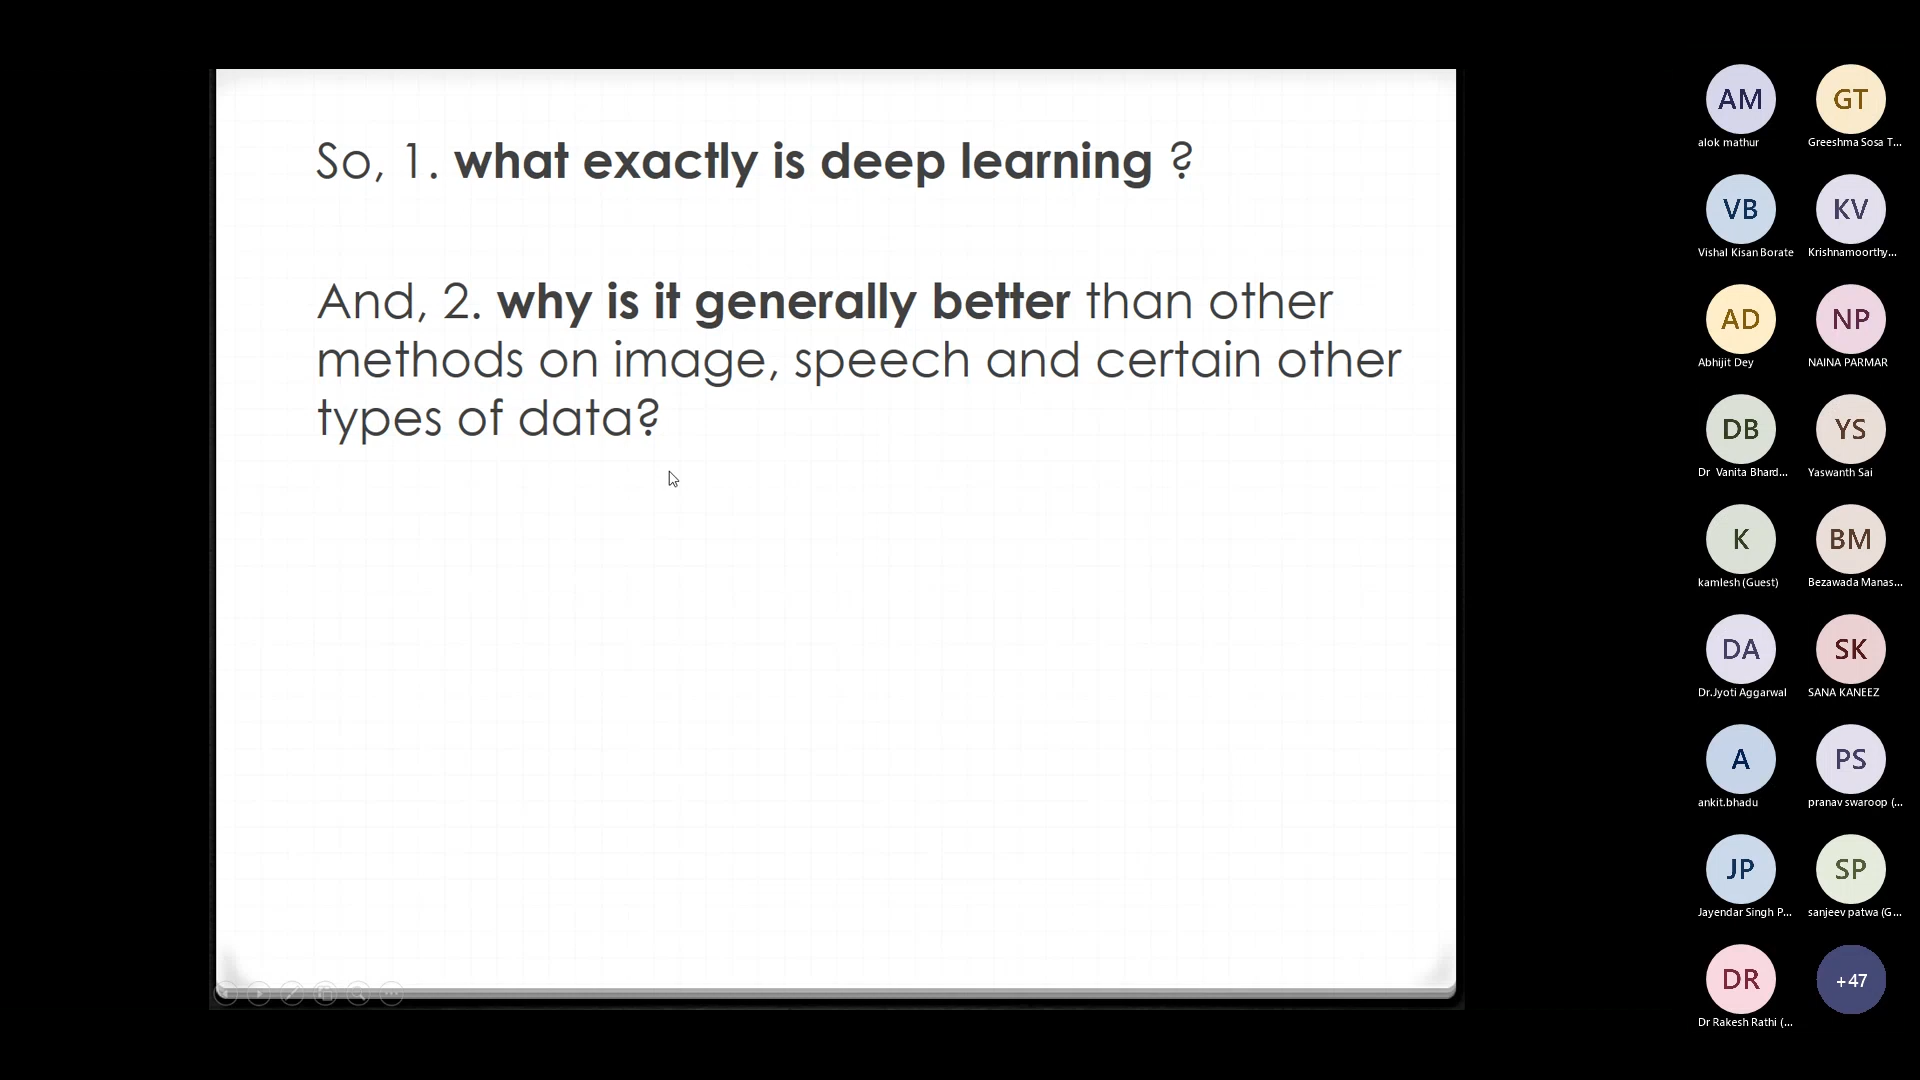 So, 1. what exactly is deep learning ?
And, 2. why is it generally better than other
methods on image, speech and certain other
types of data?
AM
alok mathur
GT
Greeshma Sosa T...
VB
Vishal Kisan Borate
KV
Krishnamoorthy...
AD
Abhijit Dey
NP
NAINA PARMAR
DB
Dr Vanita Bhard...
YS
Yaswanth Sai
K
kamlesh (Guest)
BM
Bezawada Manas...
DA
Dr.Jyoti Aggarwal
SK
SANA KANEEZ
A
ankit.bhadu
PS
pranav swaroop (...
JP
Jayendar Singh P...
SP
sanjeev patwa (G...
DR
Dr Rakesh Rathi (...
+47